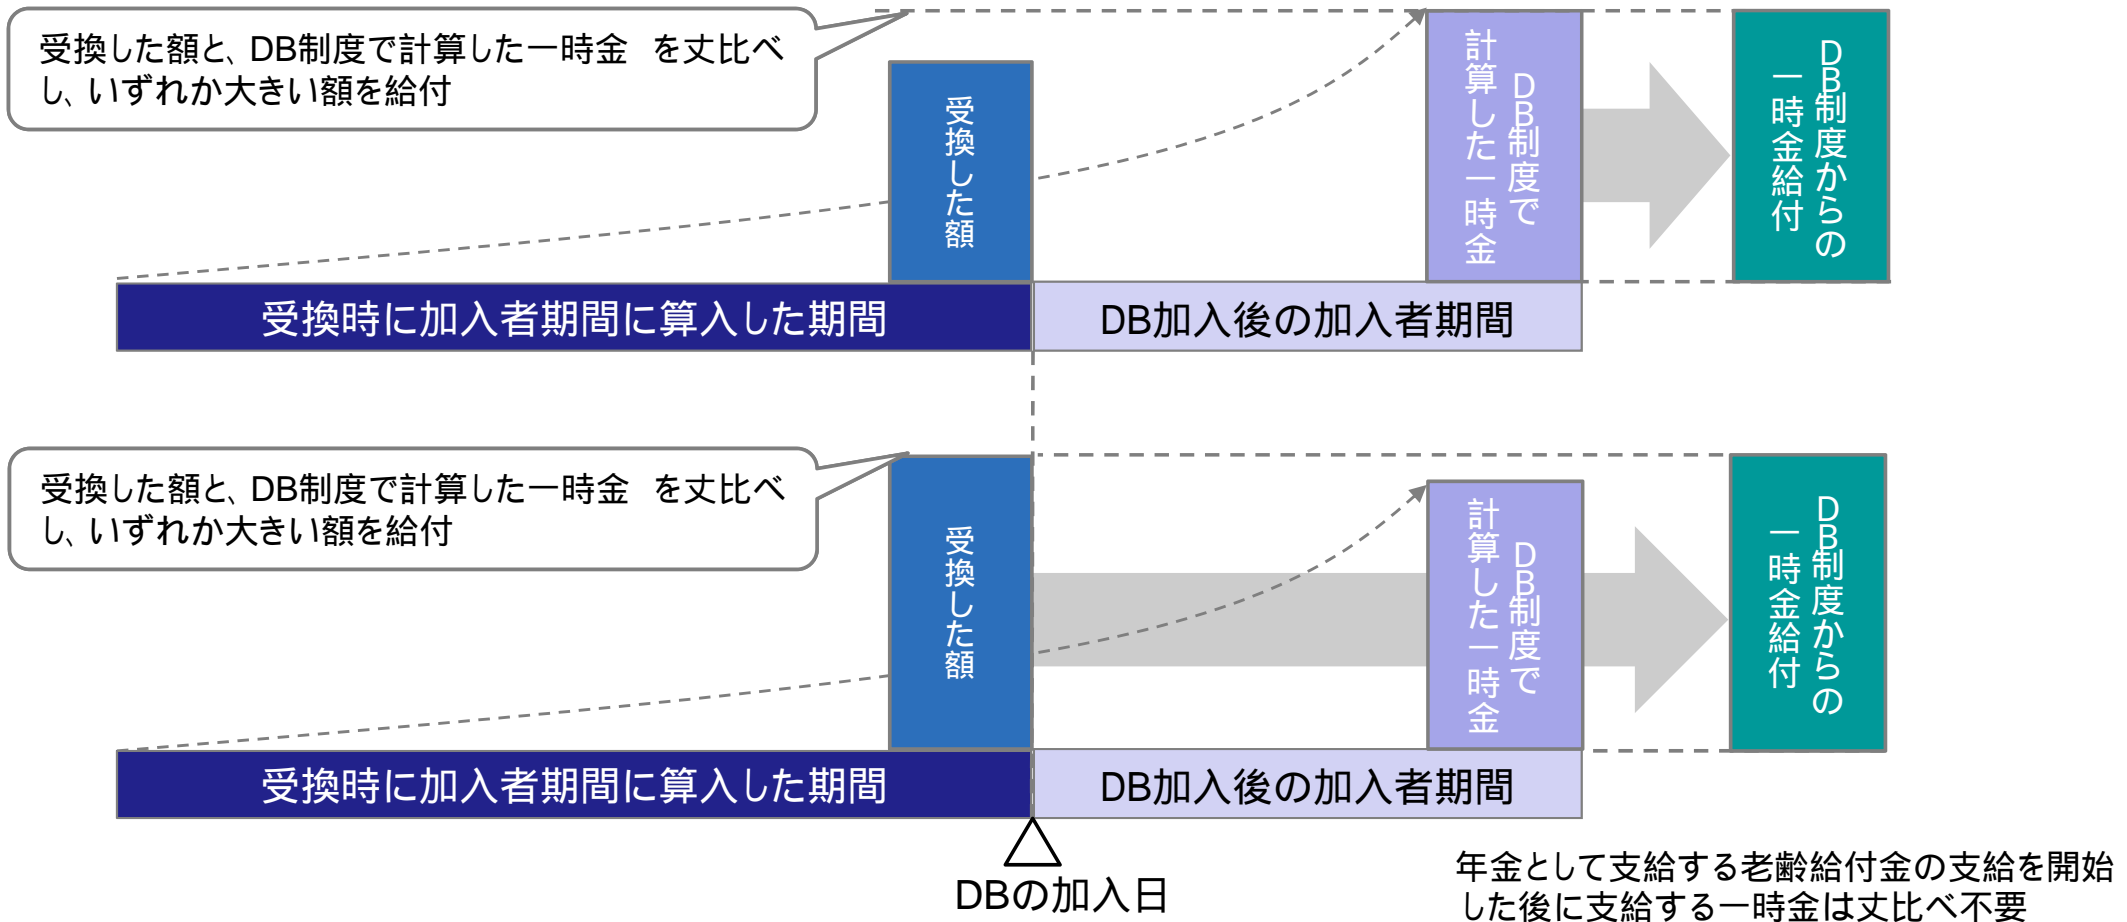 受換した額と、DB制度で計算した一時金　を丈比べ
し、いずれか大きい額を給付
受換した額
DB制度で
計算した一時金
DB制度からの
一時金給付
受換時に加入者期間に算入した期間
DB加入後の加入者期間
受換した額と、DB制度で計算した一時金　を丈比べ
し、いずれか大きい額を給付
受換した額
DB制度で
計算した一時金
DB制度からの
一時金給付
受換時に加入者期間に算入した期間
DB加入後の加入者期間
DBの加入日
年金として支給する老齢給付金の支給を開始
した後に支給する一時金は丈比べ不要